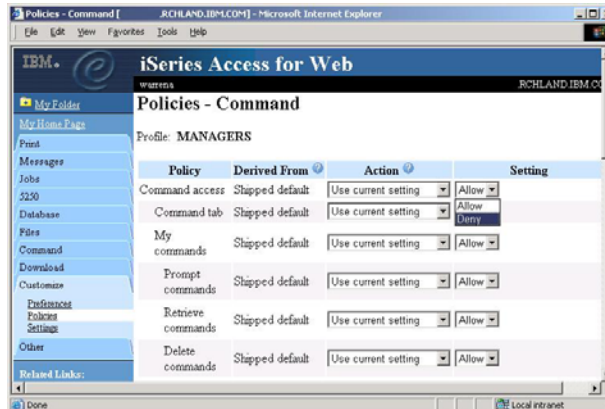 Policies - Command [ .RCHLAND.IBM.COM] - Microsoft Internet Explorer
File Edit View Favorites Tools Help
IBM.
iSeries Access for Web
warrena .RCHLAND.IBM.CO
My Folder
My Home Page
Print
Messages
Jobs
5250
Database
Files
Command
Download
Customize
Preferences
Policies
Settings
Other
Related Links:
Policies - Command
Profile: MANAGERS
Policy Derived From Action Setting
Command access Shipped default Use current setting Allow
Allow
Deny
Command tab Shipped default Use current setting
My commands Shipped default Use current setting Allow
Prompt commands Shipped default Use current setting Allow
Retrieve commands Shipped default Use current setting Allow
Delete commands Shipped default Use current setting Allow
Done Local intranet